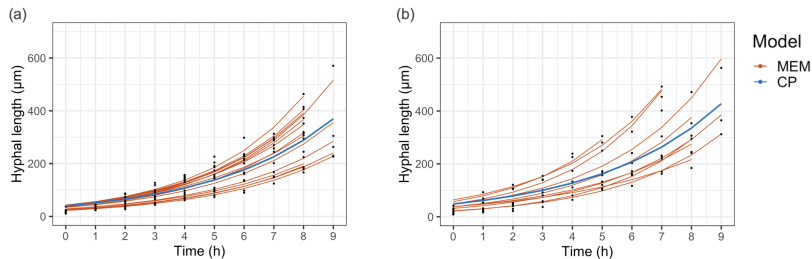 (a)
(b)
600
400
200
0
Hyphal length (μm)
0 1 2 3 4 5 6 7 8 9
Time (h)
600
400
200
0
Hyphal length (μm)
0 1 2 3 4 5 6 7 8 9
Time (h)
Model
MEM
CP